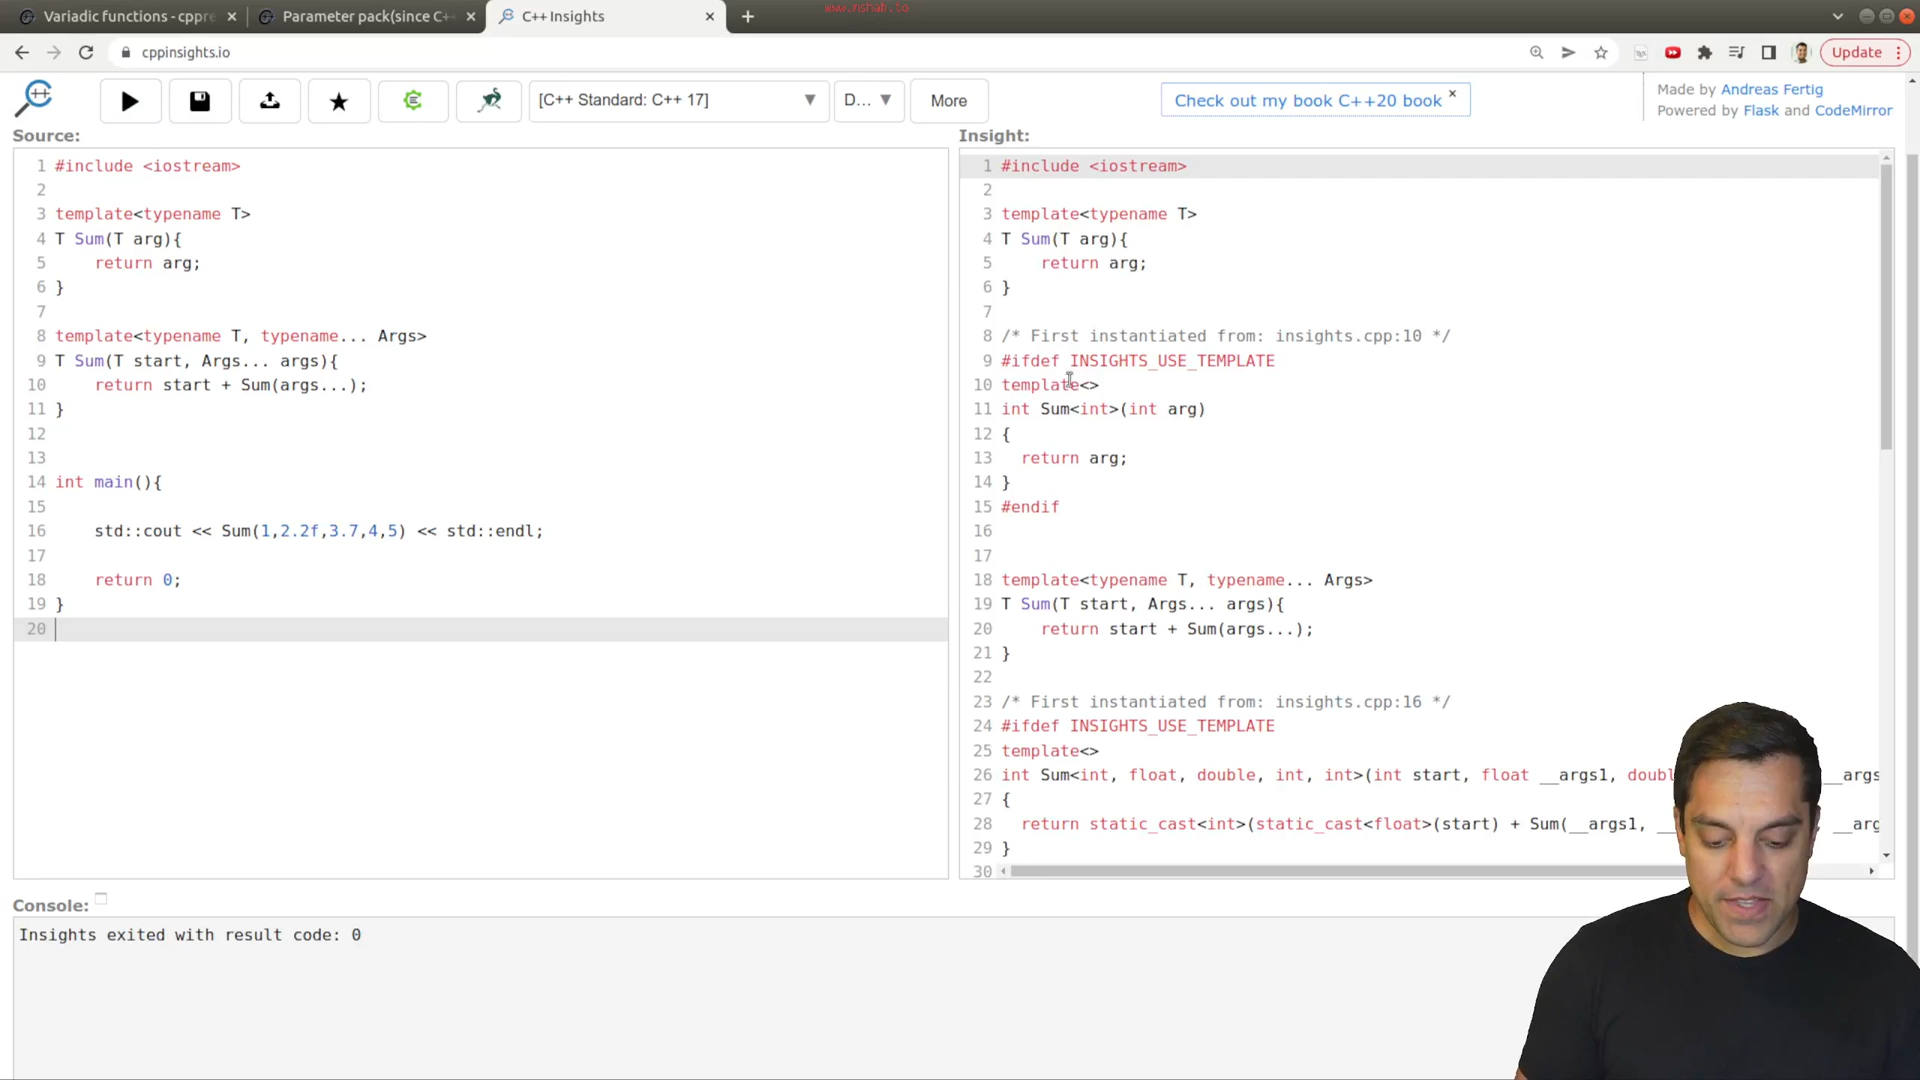 www.nshab.to
Variadic functions - cppre
Parameter pack(since C+
C++ Insights
cppinsights.io
Update
[C++ Standard: C++ 17]
D...
More
Check out my book C++20 book
Made by Andreas Fertig
Powered by Flask and CodeMirror
Source:
1 #include <iostream>
2
3 template<typename T>
4 T Sum(T arg){
5 return arg;
6 }
7
8 template<typename T, typename... Args>
9 T Sum(T start, Args... args){
10 return start + Sum(args...);
11 }
12
13
14 int main(){
15
16 std::cout << Sum(1,2.2f,3.7,4,5) << std::endl;
17
18 return 0;
19 }
20
Insight:
1 #include <iostream>
2
3 template<typename T>
4 T Sum(T arg){
5 return arg;
6 }
7
8 /* First instantiated from: insights.cpp:10 */
9 #ifdef INSIGHTS_USE_TEMPLATE
10 template<>
11 int Sum<int>(int arg)
12 {
13 return arg;
14 }
15 #endif
16
17
18 template<typename T, typename... Args>
19 T Sum(T start, Args... args){
20 return start + Sum(args...);
21 }
22
23 /* First instantiated from: insights.cpp:16 */
24 #ifdef INSIGHTS_USE_TEMPLATE
25 template<>
26 int Sum<int, float, double, int, int>(int start, float __args1, doubl __args
27 {
28 return static_cast<int>(static_cast<float>(start) + Sum(__args1, __ __arg
29 }
30
Console:
Insights exited with result code: 0